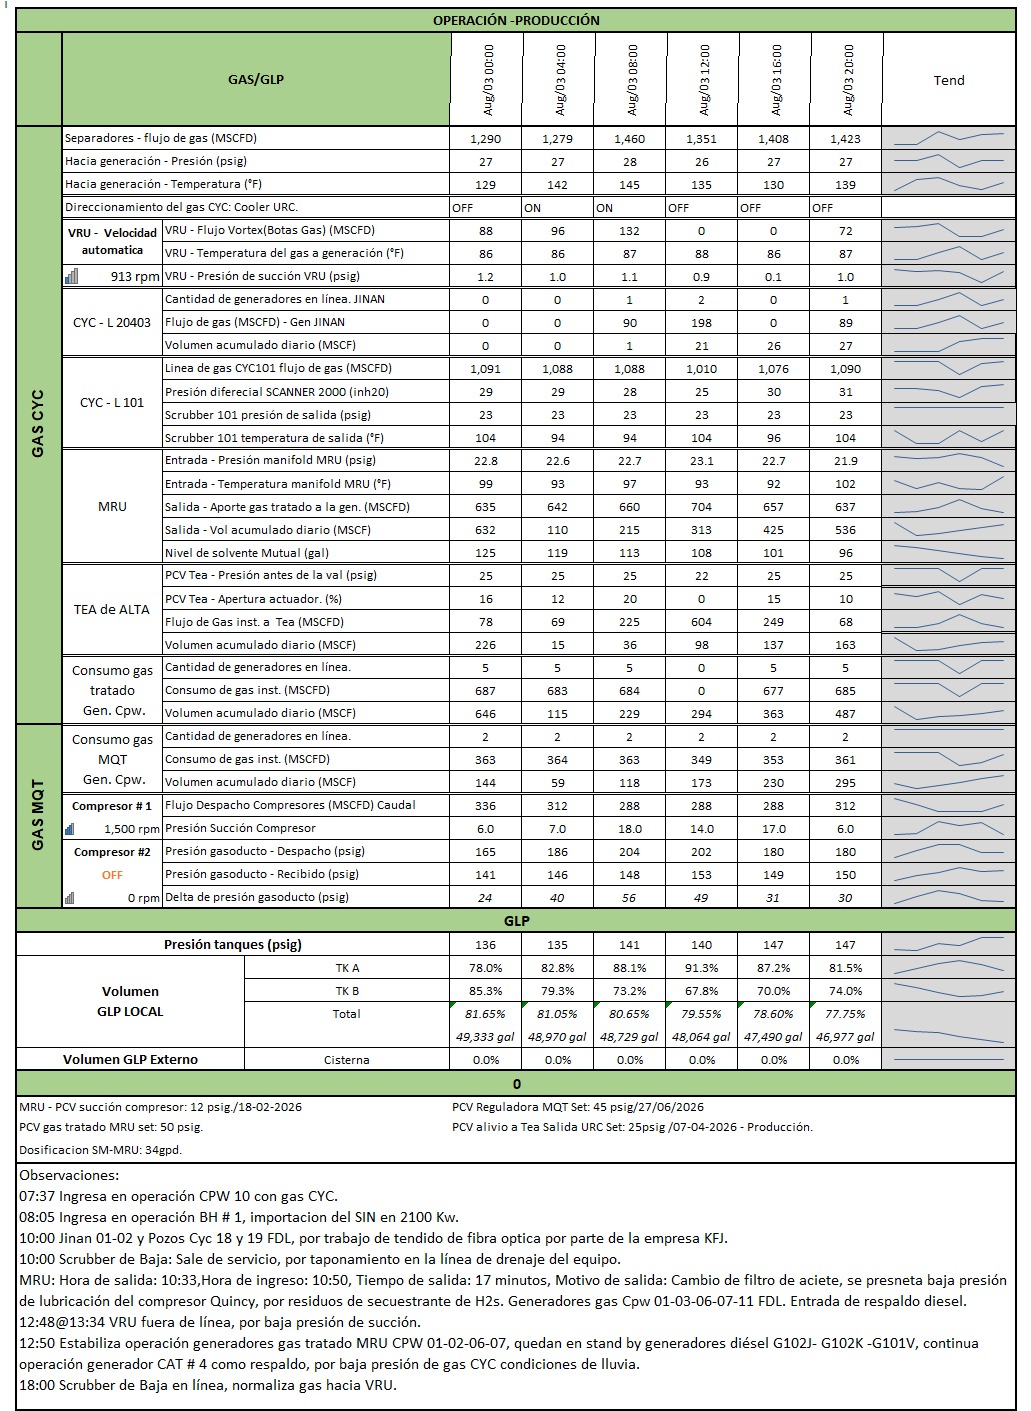 OPERACIÓN -PRODUCCIÓN
GAS/GLP Aug/03 00:00 Aug/03 04:00 Aug/03 08:00 Aug/03 12:00 Aug/03 16:00 Aug/03 20:00 Tend
GAS CYC
Separadores - flujo de gas (MSCFD) 1,290 1,279 1,460 1,351 1,408 1,423
Hacia generación - Presión (psig) 27 27 28 26 27 27
Hacia generación - Temperatura (°F) 129 142 145 135 130 139
Direccionamiento del gas CYC: Cooler URC. OFF ON ON OFF OFF OFF
VRU - Velocidad automatica
913 rpm
VRU - Flujo Vortex(Botas Gas) (MSCFD) 88 96 132 0 0 72
VRU - Temperatura del gas a generación (°F) 86 86 87 88 86 87
VRU - Presión de succión VRU (psig) 1.2 1.0 1.1 0.9 0.1 1.0
CYC - L 20403
Cantidad de generadores en línea. JINAN 0 0 1 2 0 1
Flujo de gas (MSCFD) - Gen JINAN 0 0 90 198 0 89
Volumen acumulado diario (MSCF) 0 0 1 21 26 27
CYC - L 101
Linea de gas CYC101 flujo de gas (MSCFD) 1,091 1,088 1,088 1,010 1,076 1,090
Presión diferecial SCANNER 2000 (inh20) 29 29 28 25 30 31
Scrubber 101 presión de salida (psig) 23 23 23 23 23 23
Scrubber 101 temperatura de salida (°F) 104 94 94 104 96 104
MRU
Entrada - Presión manifold MRU (psig) 22.8 22.6 22.7 23.1 22.7 21.9
Entrada - Temperatura manifold MRU (°F) 99 93 97 93 92 102
Salida - Aporte gas tratado a la gen. (MSCFD) 635 642 660 704 657 637
Salida - Vol acumulado diario (MSCF) 632 110 215 313 425 536
Nivel de solvente Mutual (gal) 125 119 113 108 101 96
TEA de ALTA
PCV Tea - Presión antes de la val (psig) 25 25 25 22 25 25
PCV Tea - Apertura actuador. (%) 16 12 20 0 15 10
Flujo de Gas inst. a Tea (MSCFD) 78 69 225 604 249 68
Volumen acumulado diario (MSCF) 226 15 36 98 137 163
Consumo gas tratado Gen. Cpw.
Cantidad de generadores en línea. 5 5 5 0 5 5
Consumo de gas inst. (MSCFD) 687 683 684 0 677 685
Volumen acumulado diario (MSCF) 646 115 229 294 363 487
GAS MQT
Consumo gas MQT Gen. Cpw.
Cantidad de generadores en línea. 2 2 2 2 2 2
Consumo de gas inst. (MSCFD) 363 364 363 349 353 361
Volumen acumulado diario (MSCF) 144 59 118 173 230 295
Compresor # 1
1,500 rpm
Flujo Despacho Compresores (MSCFD) Caudal 336 312 288 288 288 312
Presión Succión Compresor 6.0 7.0 18.0 14.0 17.0 6.0
Compresor #2
OFF
0 rpm
Presión gasoducto - Despacho (psig) 165 186 204 202 180 180
Presión gasoducto - Recibido (psig) 141 146 148 153 149 150
Delta de presión gasoducto (psig) 24 40 56 49 31 30
GLP
Presión tanques (psig) 136 135 141 140 147 147
Volumen GLP LOCAL
TK A 78.0% 82.8% 88.1% 91.3% 87.2% 81.5%
TK B 85.3% 79.3% 73.2% 67.8% 70.0% 74.0%
Total 81.65% 81.05% 80.65% 79.55% 78.60% 77.75%
49,333 gal 48,970 gal 48,729 gal 48,064 gal 47,490 gal 46,977 gal
Volumen GLP Externo Cisterna 0.0% 0.0% 0.0% 0.0% 0.0% 0.0%
0
MRU - PCV succión compresor: 12 psig./18-02-2026 PCV Reguladora MQT Set: 45 psig/27/06/2026
PCV gas tratado MRU set: 50 psig. PCV alivio a Tea Salida URC Set: 25psig /07-04-2026 - Producción.
Dosificacion SM-MRU: 34gpd.
Observaciones:
07:37 Ingresa en operación CPW 10 con gas CYC.
08:05 Ingresa en operación BH # 1, importacion del SIN en 2100 Kw.
10:00 Jinan 01-02 y Pozos Cyc 18 y 19 FDL, por trabajo de tendido de fibra optica por parte de la empresa KFJ.
10:00 Scrubber de Baja: Sale de servicio, por taponamiento en la línea de drenaje del equipo.
MRU: Hora de salida: 10:33,Hora de ingreso: 10:50, Tiempo de salida: 17 minutos, Motivo de salida: Cambio de filtro de aciete, se presneta baja presión
de lubricación del compresor Quincy, por residuos de secuestrante de H2s. Generadores gas Cpw 01-03-06-07-11 FDL. Entrada de respaldo diesel.
12:48@13:34 VRU fuera de línea, por baja presión de succión.
12:50 Estabiliza operación generadores gas tratado MRU CPW 01-02-06-07, quedan en stand by generadores diésel G102J- G102K -G101V, continua
operación generador CAT # 4 como respaldo, por baja presión de gas CYC condiciones de lluvia.
18:00 Scrubber de Baja en línea, normaliza gas hacia VRU.